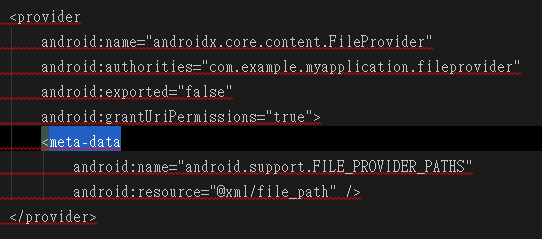 <provider
android:name="androidx.core.content.FileProvider"
android:authorities="com.example.myapplication.fileprovider"
android:exported="false"
android:grantUriPermissions="true">
<meta-data
android:name="android.support.FILE_PROVIDER_PATHS"
android:resource="@xml/file_path" />
</provider>